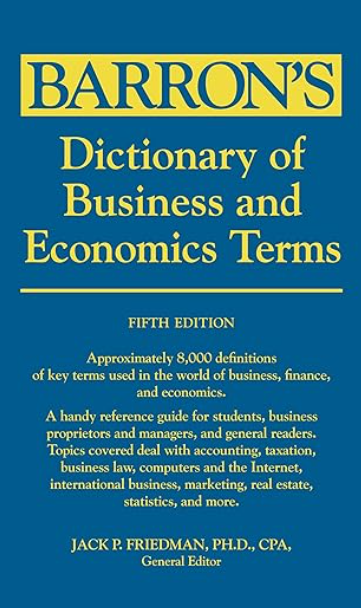 BARRON'S
Dictionary of
Business and
Economics Terms
FIFTH EDITION
Approximately 8,000 definitions
of key terms used in the world of business, finance,
and economics.
A handy reference guide for students, business
proprietors and managers, and general readers.
Topics covered deal with accounting, taxation,
business law, computers and the Internet,
international business, marketing, real estate,
statistics, and more.
JACK P. FRIEDMAN, PH.D., CPA,
General Editor